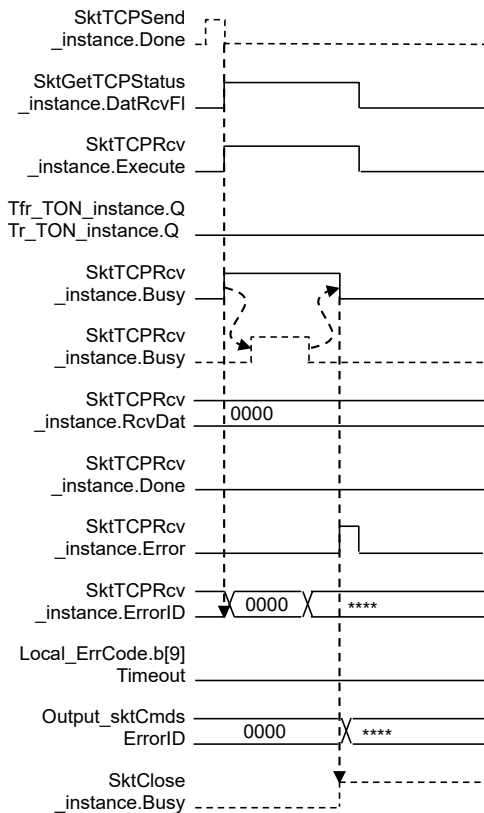 SktTCPSend
_instance.Done
SktGetTCPStatus
_instance.DatRcvFl
SktTCPRcv
_instance.Execute
Tfr_TON_instance.Q
Tr_TON_instance.Q
SktTCPRcv
_instance.Busy
SktTCPRcv
_instance.Busy
SktTCPRcv
_instance.RcvDat
0000
SktTCPRcv
_instance.Done
SktTCPRcv
_instance.Error
SktTCPRcv
_instance.ErrorID
0000
****
Local_ErrCode.b[9]
Timeout
Output_sktCmds
ErrorID
0000
****
SktClose
_instance.Busy